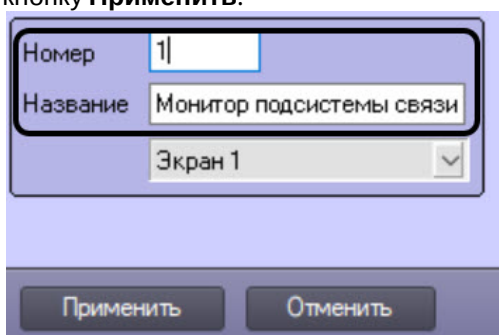 кнопку Применить.
Номер 1
Название Монитор подсистемы связи
Экран 1
Применить Отменить